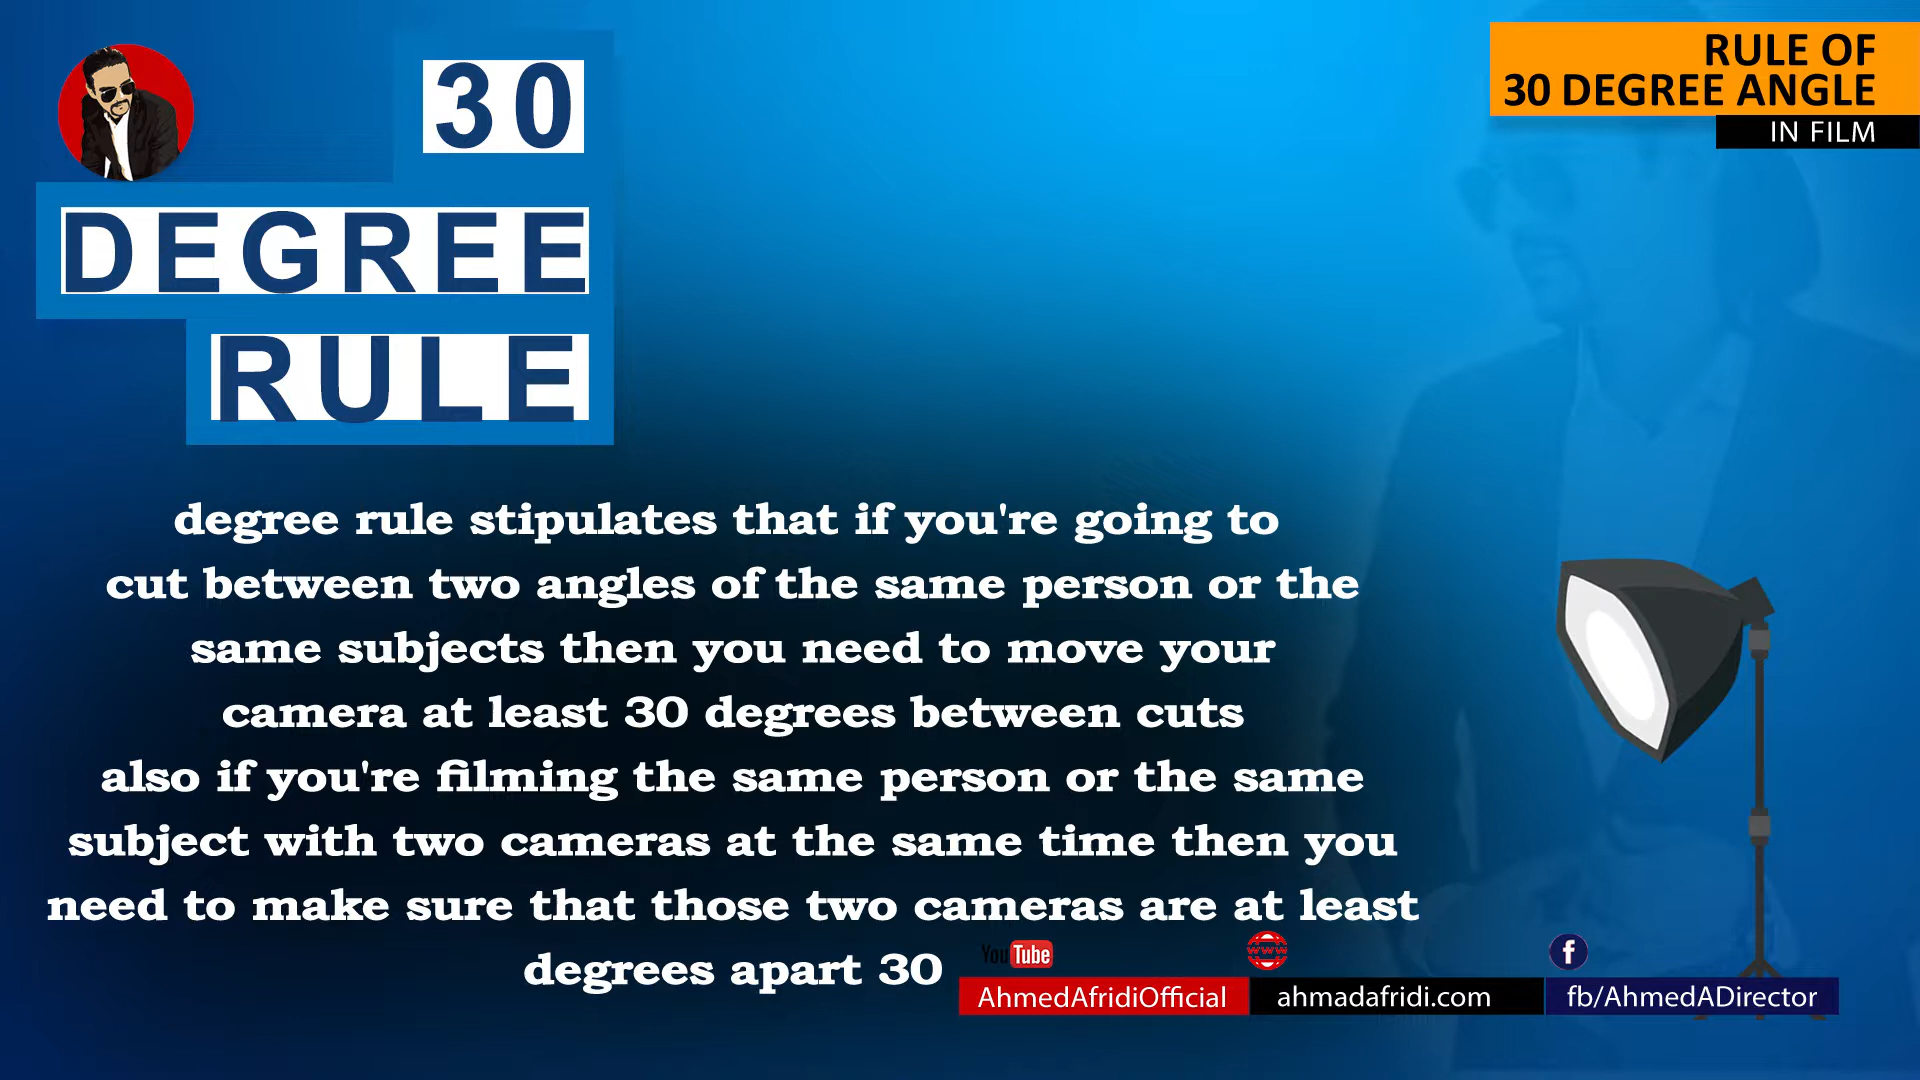 30
DEGREE
RULE
RULE OF
30 DEGREE ANGLE
IN FILM
degree rule stipulates that if you're going to
cut between two angles of the same person or the
same subjects then you need to move your
camera at least 30 degrees between cuts
also if you're filming the same person or the same
subject with two cameras at the same time then you
need to make sure that those two cameras are at least
degrees apart 30
YouTube
AhmedAfridiOfficial
www
ahmadafridi.com
f
fb/AhmedADirector